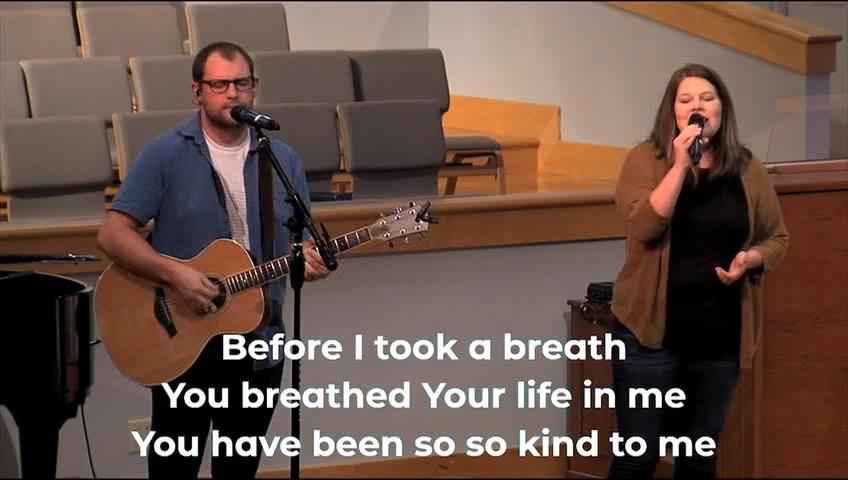 Before I took a breath
You breathed Your life in me
You have been so so kind to me